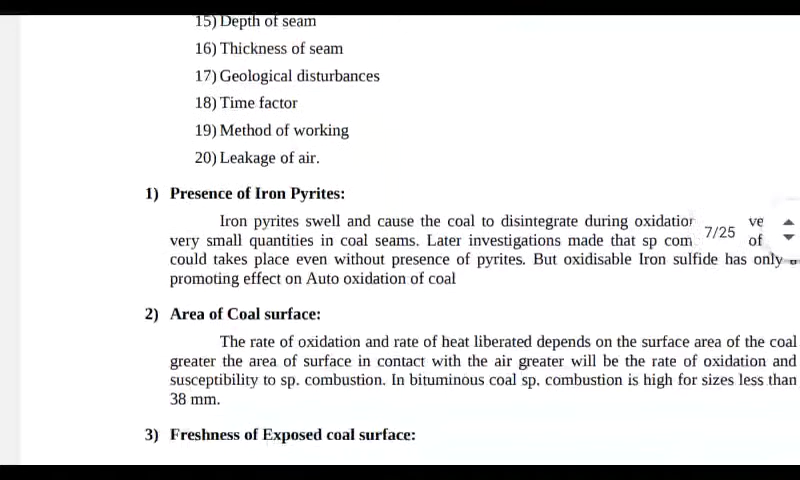 15) Depth of seam
16) Thickness of seam
17) Geological disturbances
18) Time factor
19) Method of working
20) Leakage of air.
1) Presence of Iron Pyrites:
Iron pyrites swell and cause the coal to disintegrate during ve
very small quantities in coal seams. Later investigations made that sp of
7/25
could takes place even without presence of pyrites. But oxidisable Iron sulfide has only
promoting effect on Auto oxidation of coal
2) Area of Coal surface:
The rate of oxidation and rate of heat liberated depends on the surface area of the coal
greater the area of surface in contact with the air greater will be the rate of oxidation and
susceptibility to sp. combustion. In bituminous coal sp. combustion is high for sizes less than
38 mm.
3) Freshness of Exposed coal surface: